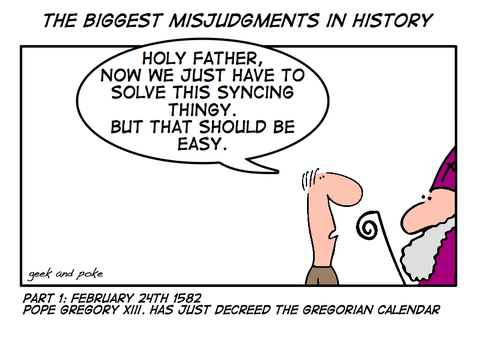 THE BIGGEST MISJUDGMENTS IN HISTORY
HOLY FATHER,
NOW WE JUST HAVE TO
SOLVE THIS SYNCING
THINGY.
BUT THAT SHOULD BE
EASY.
geek and poke
PART 1: FEBRUARY 24TH 1582
POPE GREGORY XIII. HAS JUST DECREED THE GREGORIAN CALENDAR